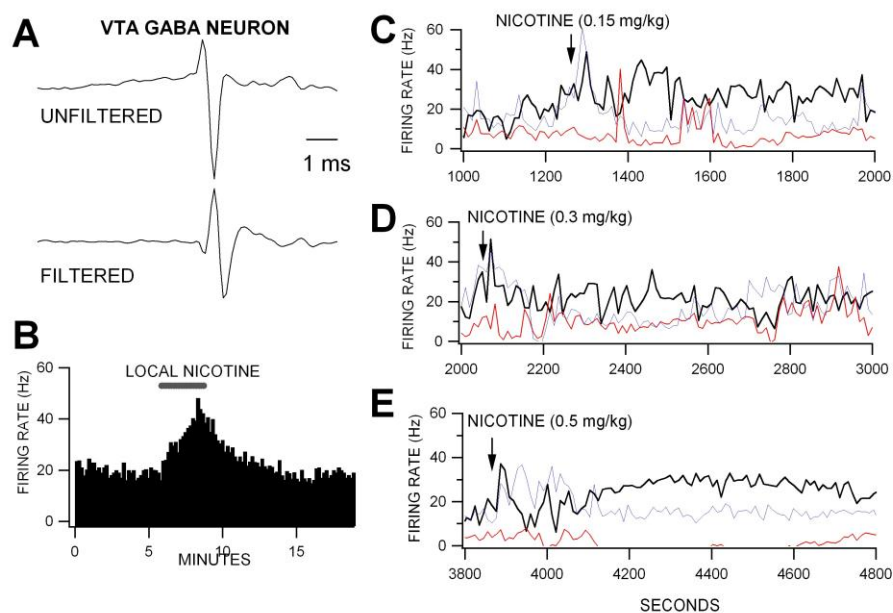 A
VTA GABA NEURON
UNFILTERED
1 ms
FILTERED
B
LOCAL NICOTINE
FIRING RATE (Hz)
60
40
20
0
0
5
10
15
MINUTES
C
NICOTINE (0.15 mg/kg)
FIRING RATE (Hz)
60
40
20
0
1000
1200
1400
1600
1800
2000
D
NICOTINE (0.3 mg/kg)
FIRING RATE (Hz)
60
40
20
0
2000
2200
2400
2600
2800
3000
E
NICOTINE (0.5 mg/kg)
FIRING RATE (Hz)
60
40
20
0
3800
4000
4200
4400
4600
4800
SECONDS